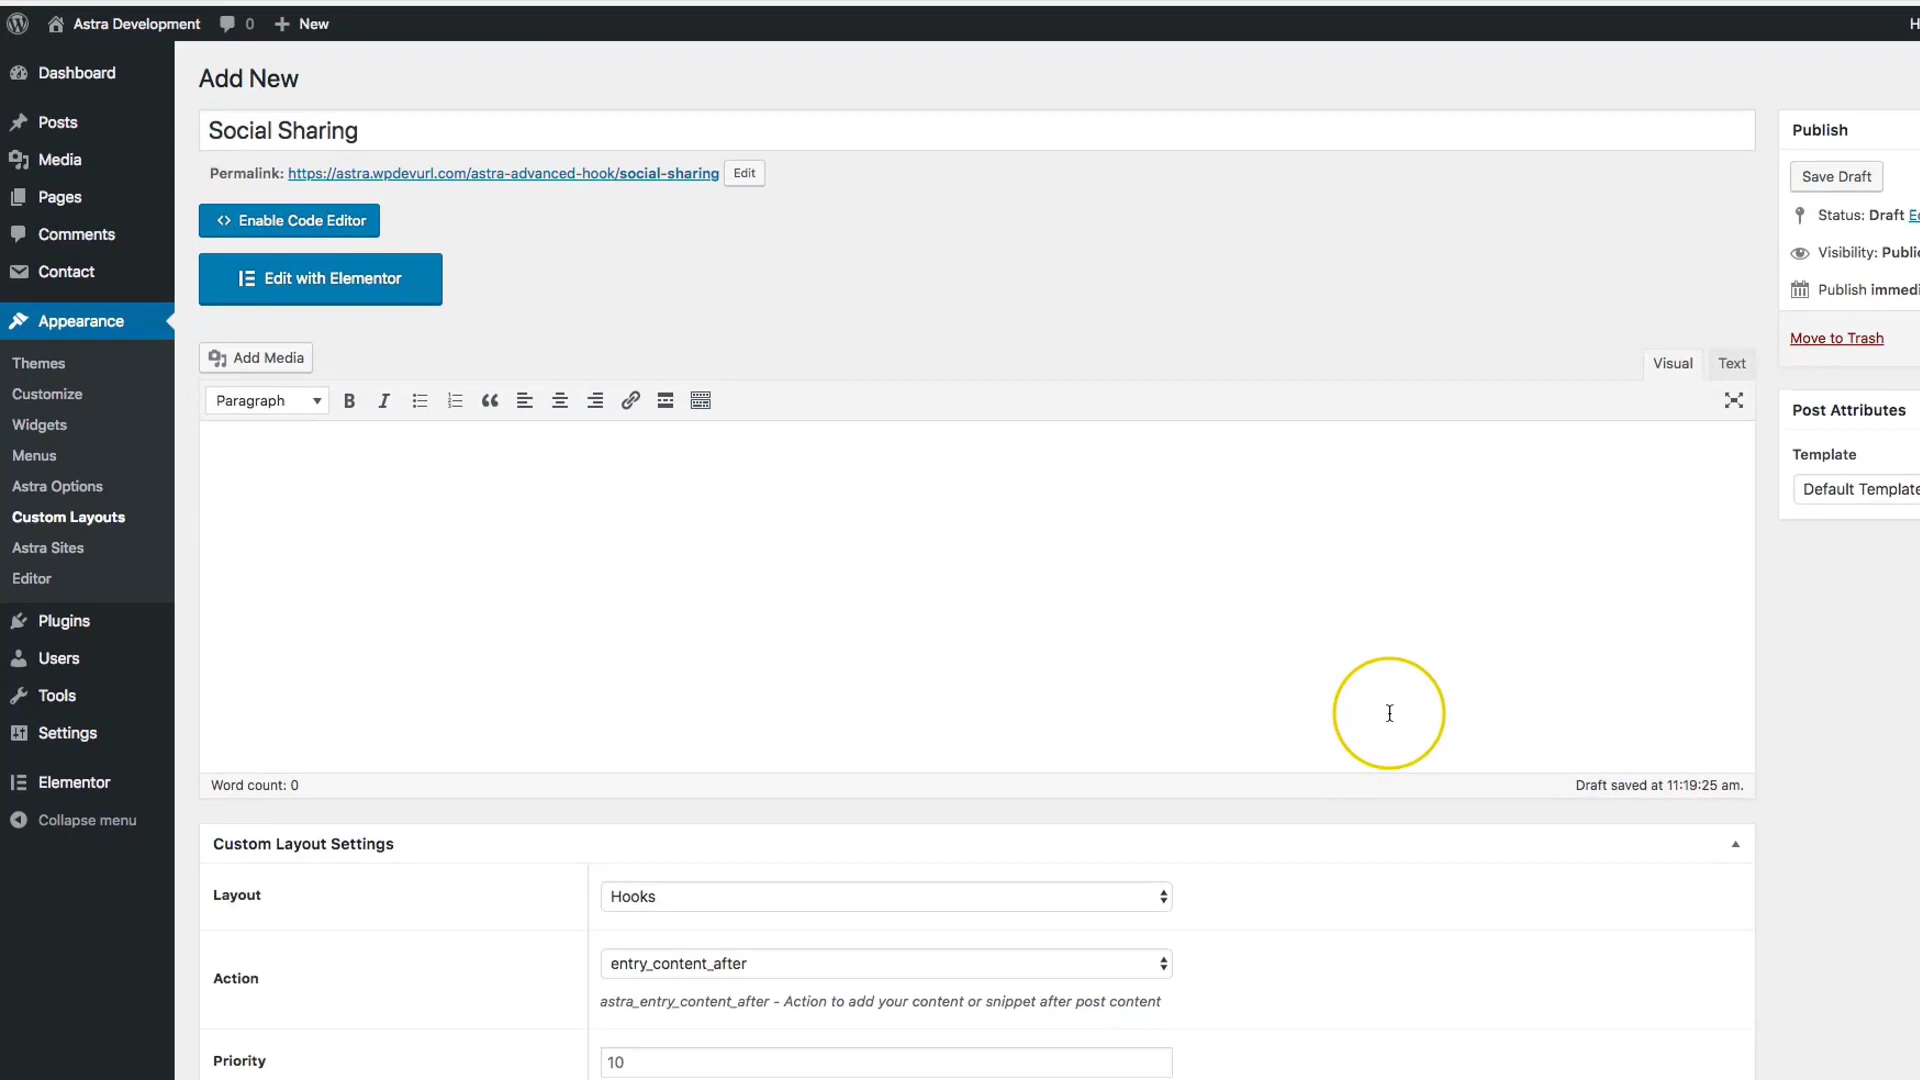 Astra Development
0
New
H
Dashboard
Posts
Media
Pages
Comments
Contact
Appearance
Themes
Customize
Widgets
Menus
Astra Options
Custom Layouts
Astra Sites
Editor
Plugins
Users
Tools
Settings
Elementor
Collapse menu
Add New
Social Sharing
Permalink: https://astra.wpdevurl.com/astra-advanced-hook/social-sharing Edit
Enable Code Editor
Edit with Elementor
Add Media
Visual Text
Paragraph B I
Word count: 0
Draft saved at 11:19:25 am.
Custom Layout Settings
Layout
Hooks
Action
entry_content_after
astra_entry_content_after - Action to add your content or snippet after post content
Priority
10
Publish
Save Draft
Status: Draft E
Visibility: Public
Publish immedi
Move to Trash
Post Attributes
Template
Default Template